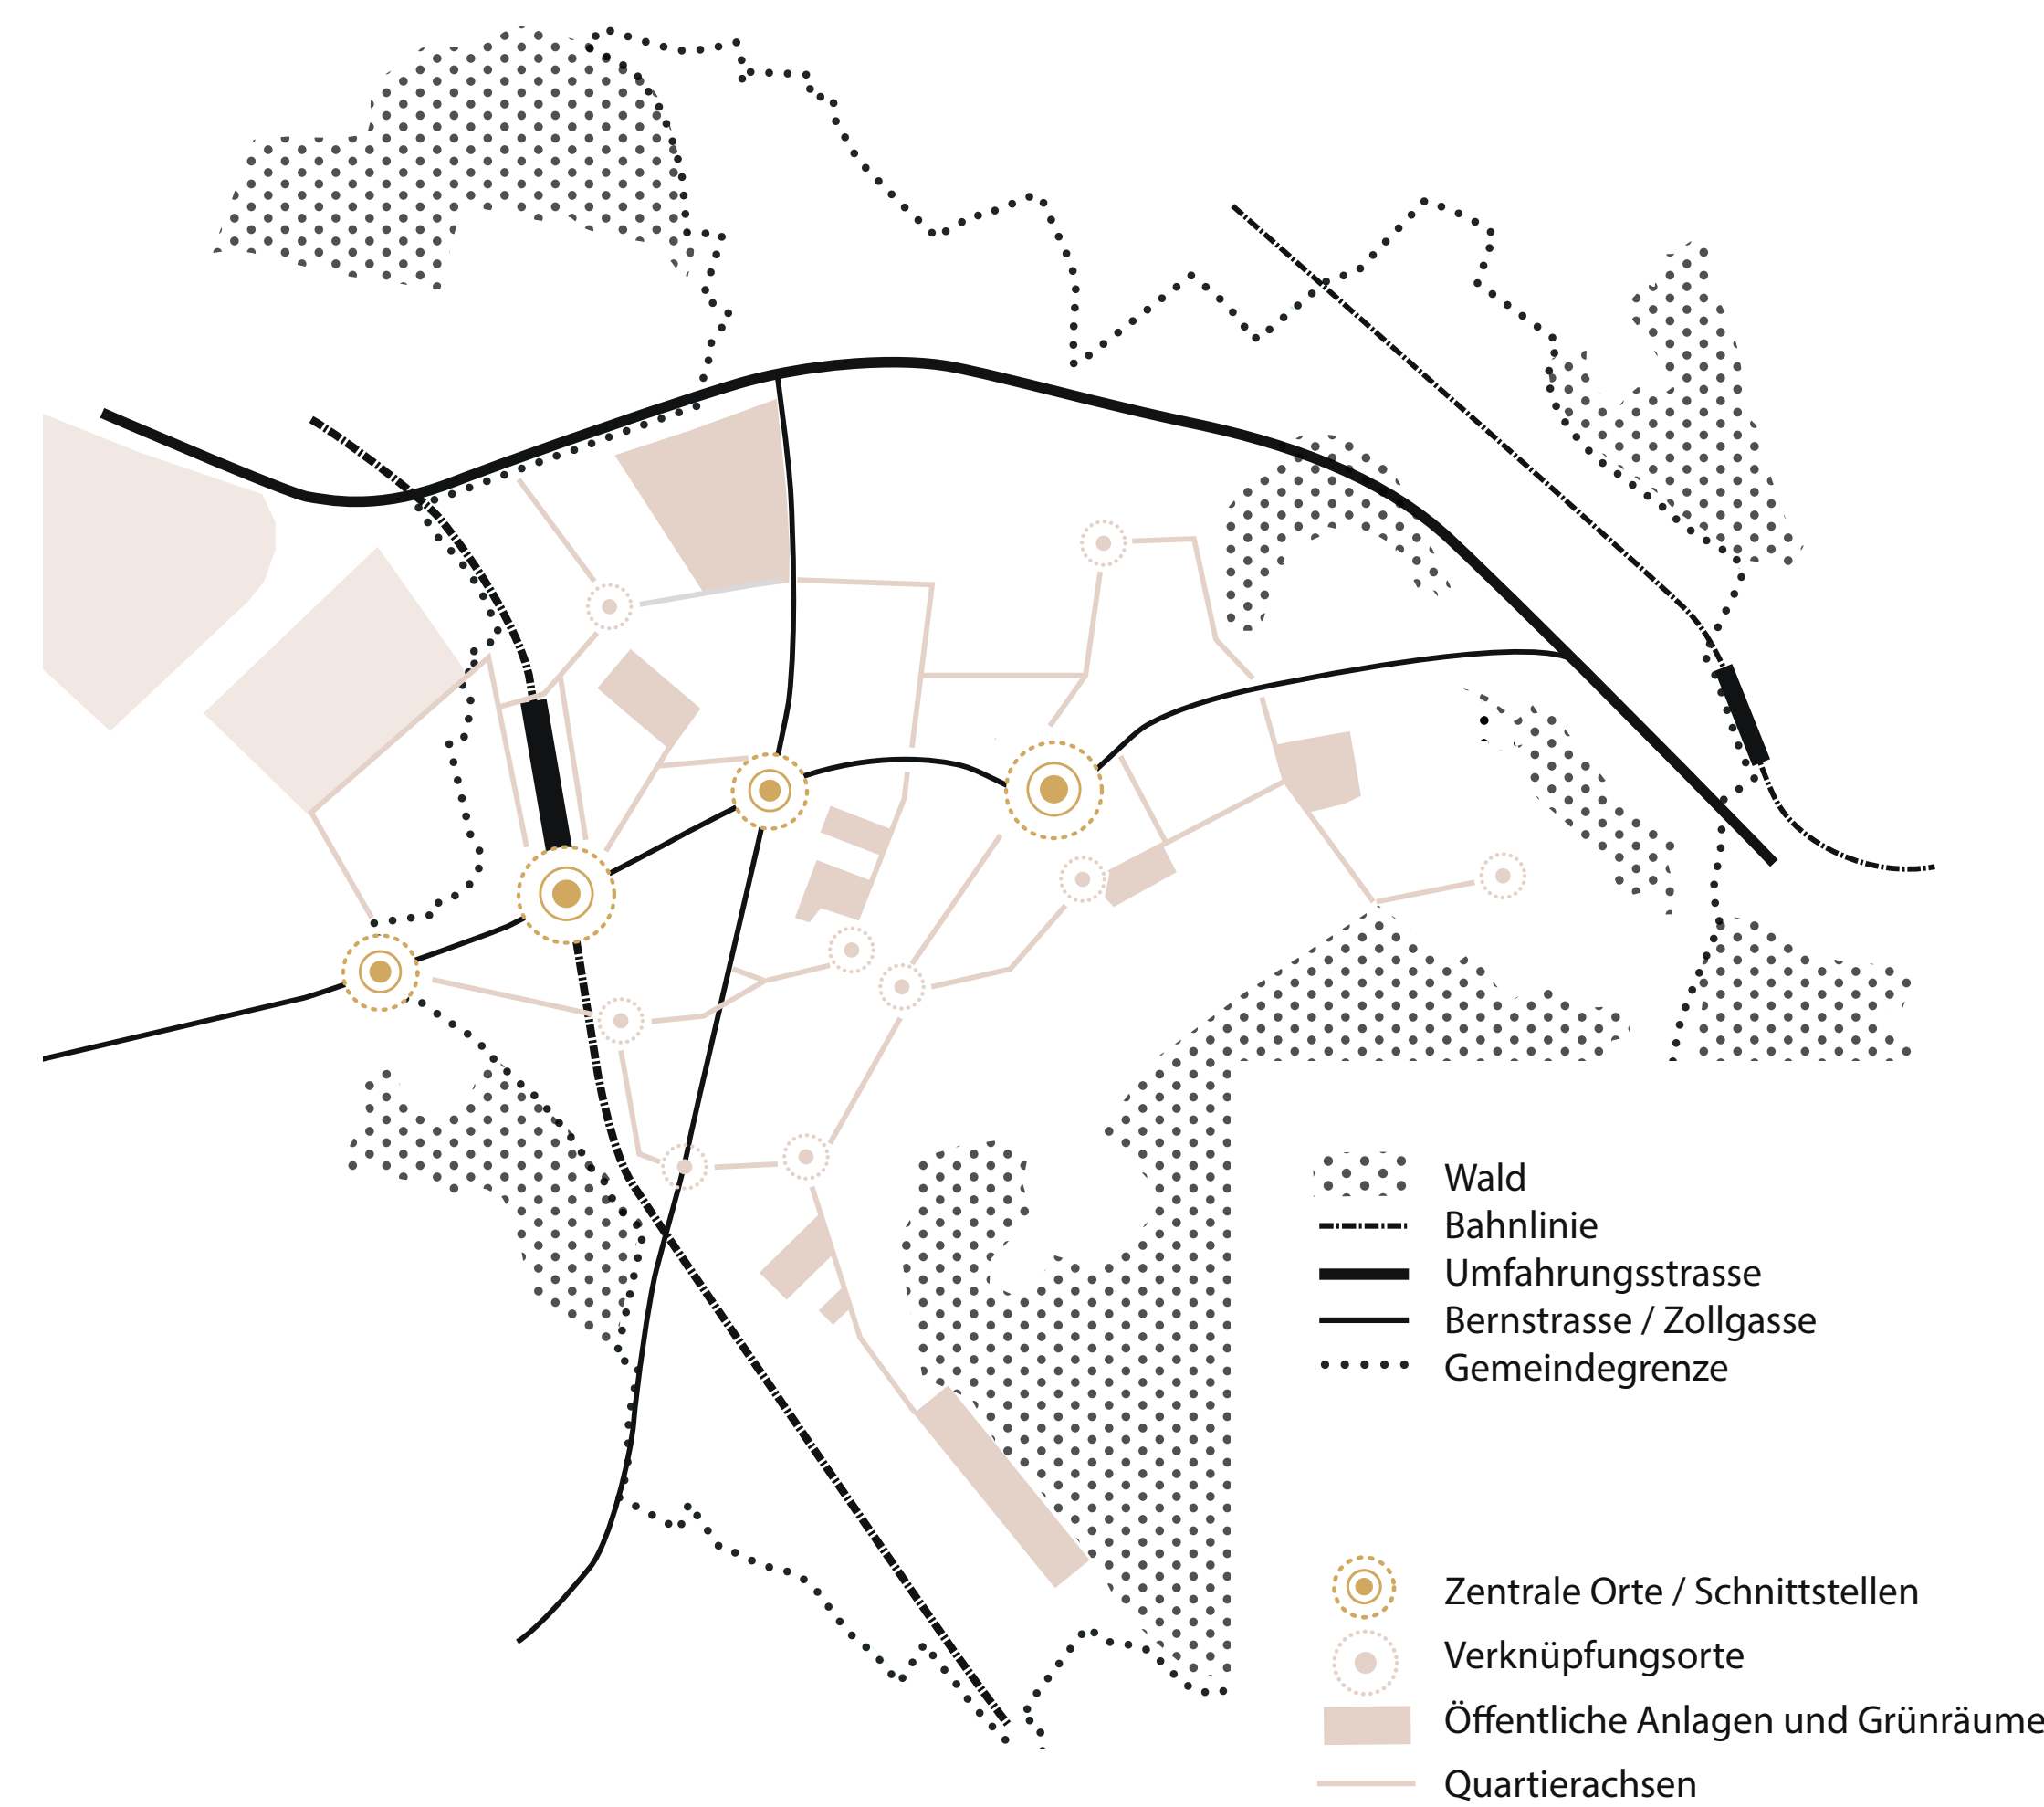 Wald
Bahnlinie
Umfahrungsstrasse
Bernstrasse / Zollgasse
Gemeindegrenze
Zentrale Orte / Schnittstellen
Verknüpfungsorte
Öffentliche Anlagen und Grünräume
Quartierachsen